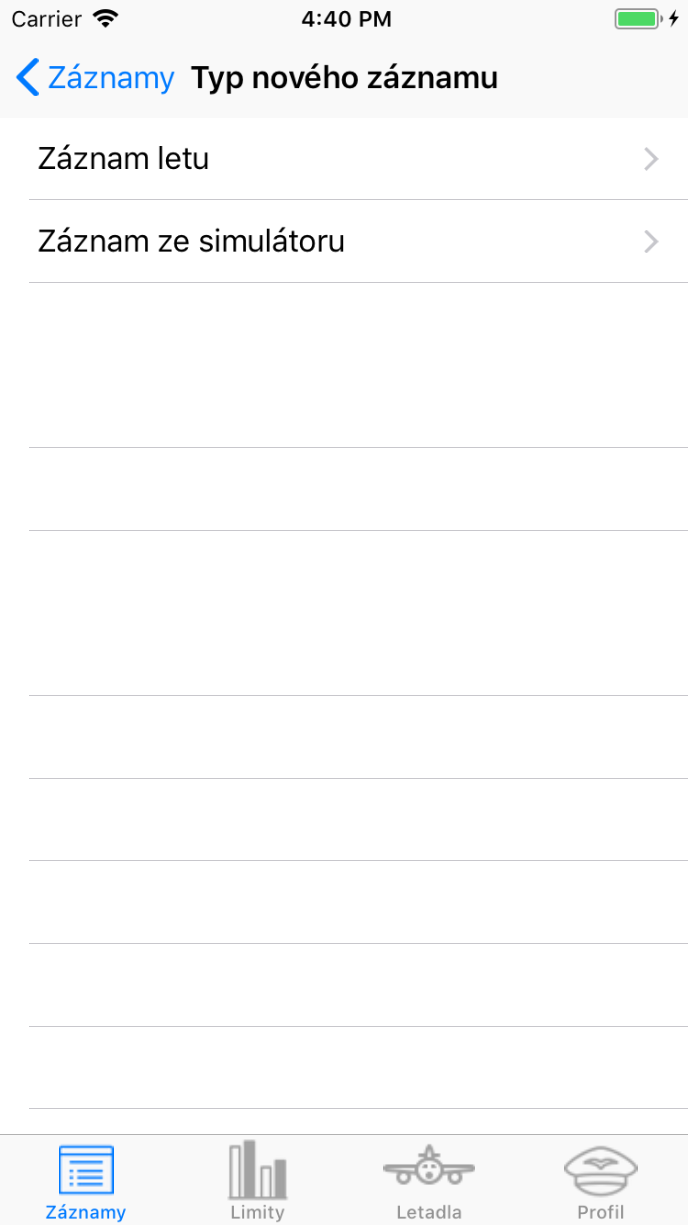 Carrier 4:40 PM
Záznamy Typ nového záznamu
Záznam letu
Záznam ze simulátoru
Záznamy Limity Letadla Profil